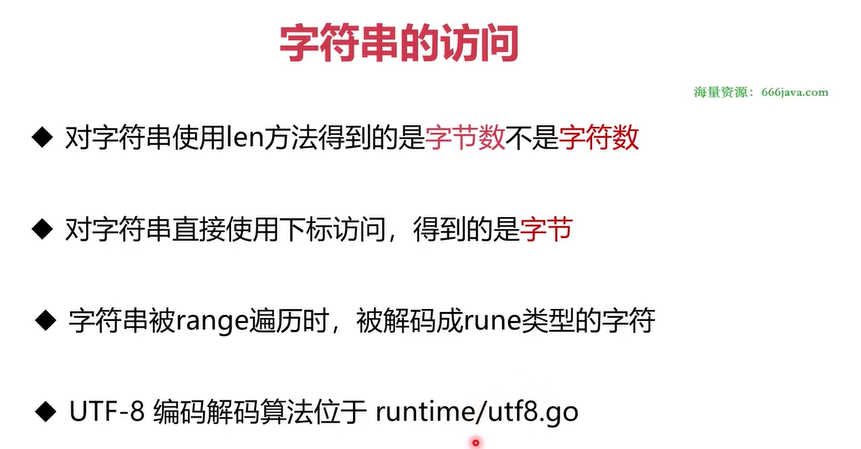 字符串的访问
海量资源：666java.com
◆ 对字符串使用len方法得到的是字节数不是字符数
◆ 对字符串直接使用下标访问，得到的是字节
◆ 字符串被range遍历时，被解码成rune类型的字符
◆ UTF-8 编码解码算法位于 runtime/utf8.go